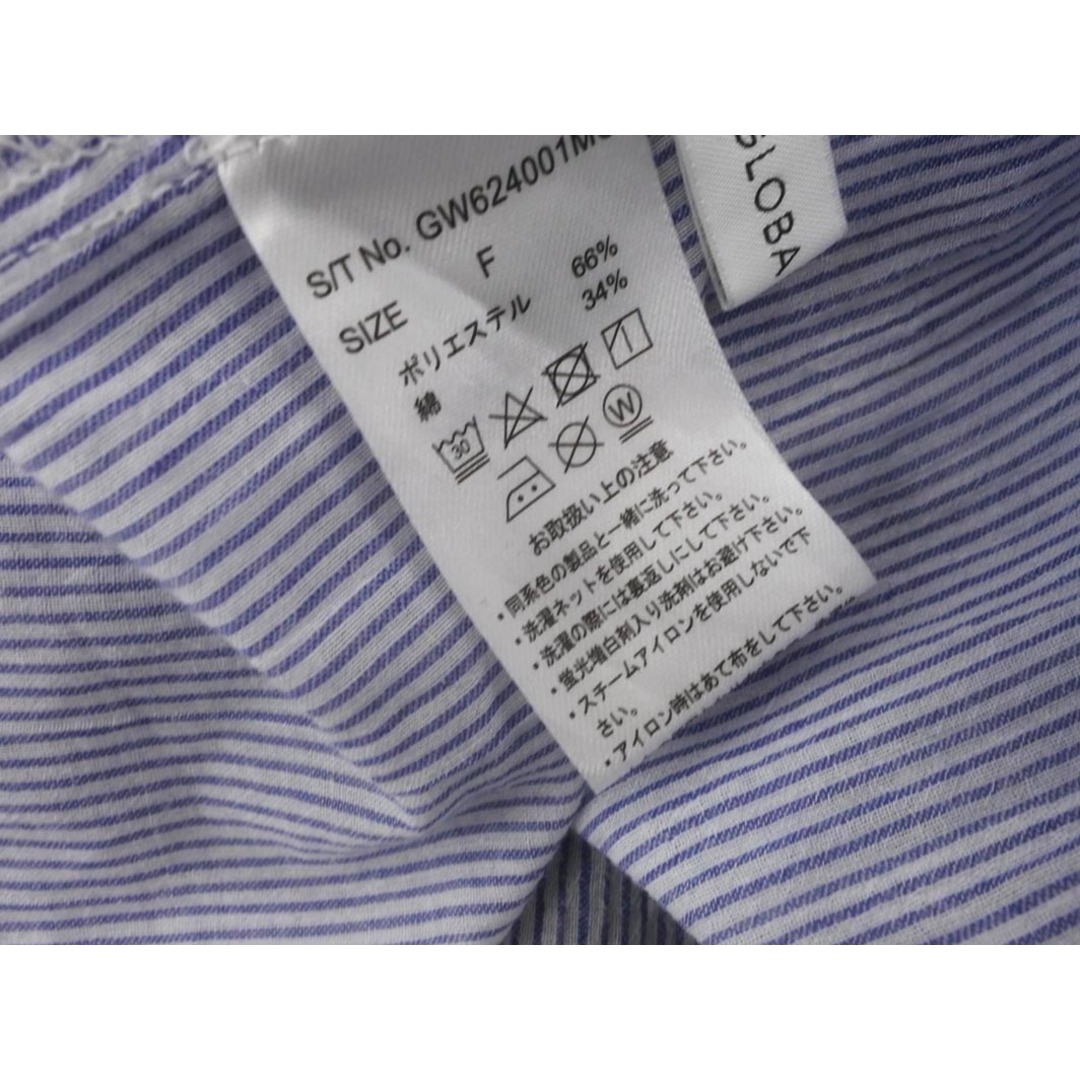 S/T No. GW624001M
SIZE F
ポリエステル 66%
綿 34%
30
W
お取扱い上の注意
・同系色の製品と一緒に洗って下さい。
・洗濯ネットを使用して下さい。
・洗濯の際には裏返しにして下さい。
・蛍光増白剤入り洗剤はお避け下さい。
・スチームアイロンを使用しないで下
さい。
・アイロン時はあて布をして下さい。
GLOBA